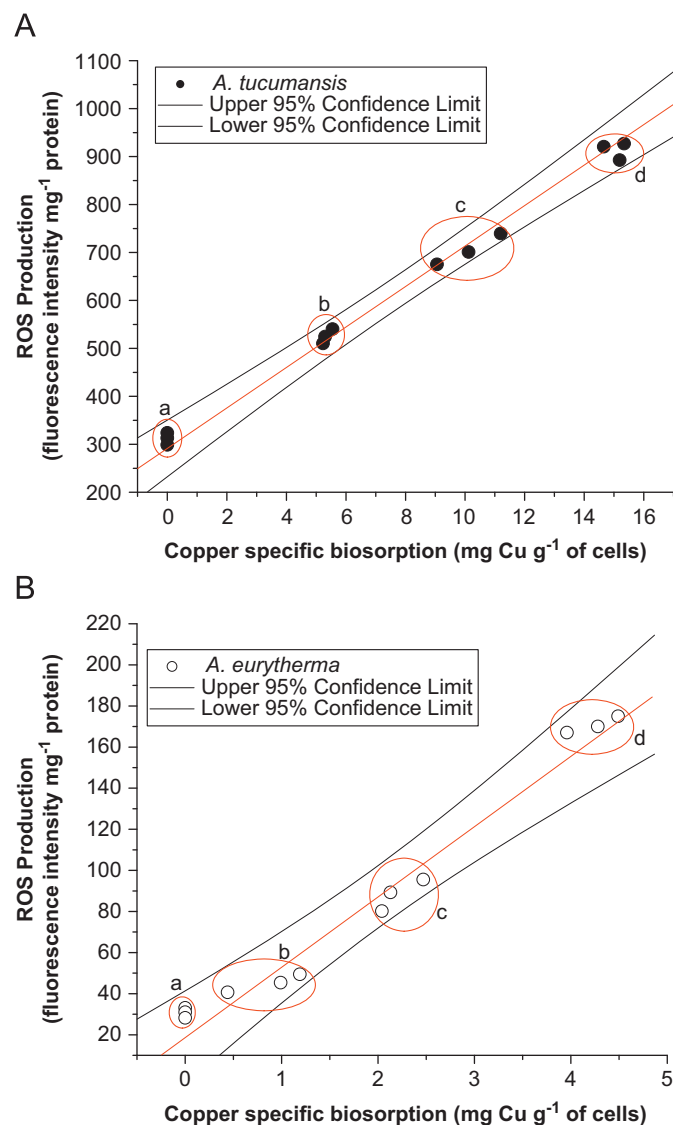 A
1100
1000
900
800
700
600
500
400
300
200
ROS Production
(fluorescence intensity mg⁻¹ protein)
A. tucumansis
Upper 95% Confidence Limit
Lower 95% Confidence Limit
a
b
c
d
0 2 4 6 8 10 12 14 16
Copper specific biosorption (mg Cu g⁻¹ of cells)
B
220
200
180
160
140
120
100
80
60
40
20
ROS Production
(fluorescence intensity mg⁻¹ protein)
A. eurytherma
Upper 95% Confidence Limit
Lower 95% Confidence Limit
a
b
c
d
0 1 2 3 4 5
Copper specific biosorption (mg Cu g⁻¹ of cells)